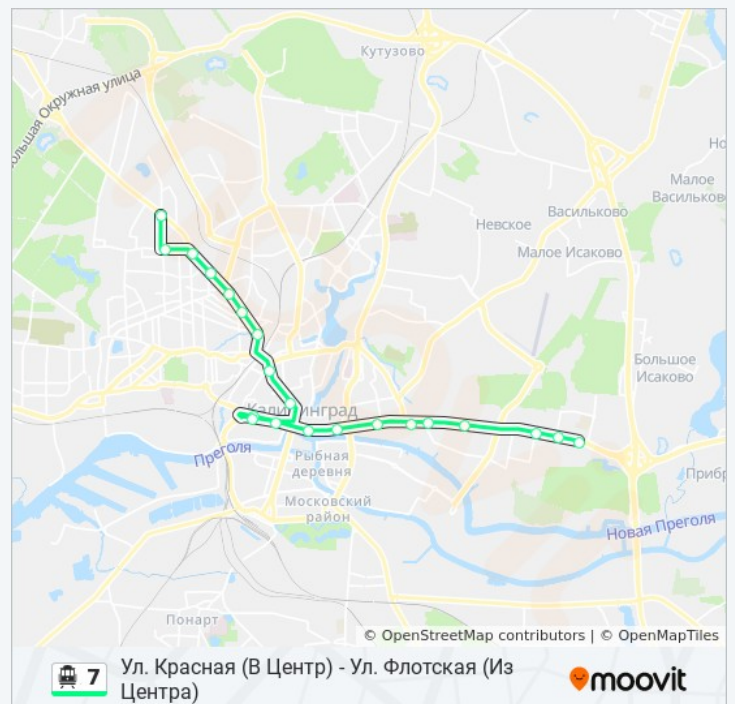 Кутузово
ольшая Окружная улица
Но
Малое
Васильково
Васильково
Невское
Малое Исаково
Большое
Исаково
Калининград
Преголя
Рыбная
деревня
Прибр
Московский
район
Новая Преголя
Понарт
© OpenStreetMap contributors | © OpenMapTiles
7
Ул. Красная (В Центр) - Ул. Флотская (Из
Центра)
moovit